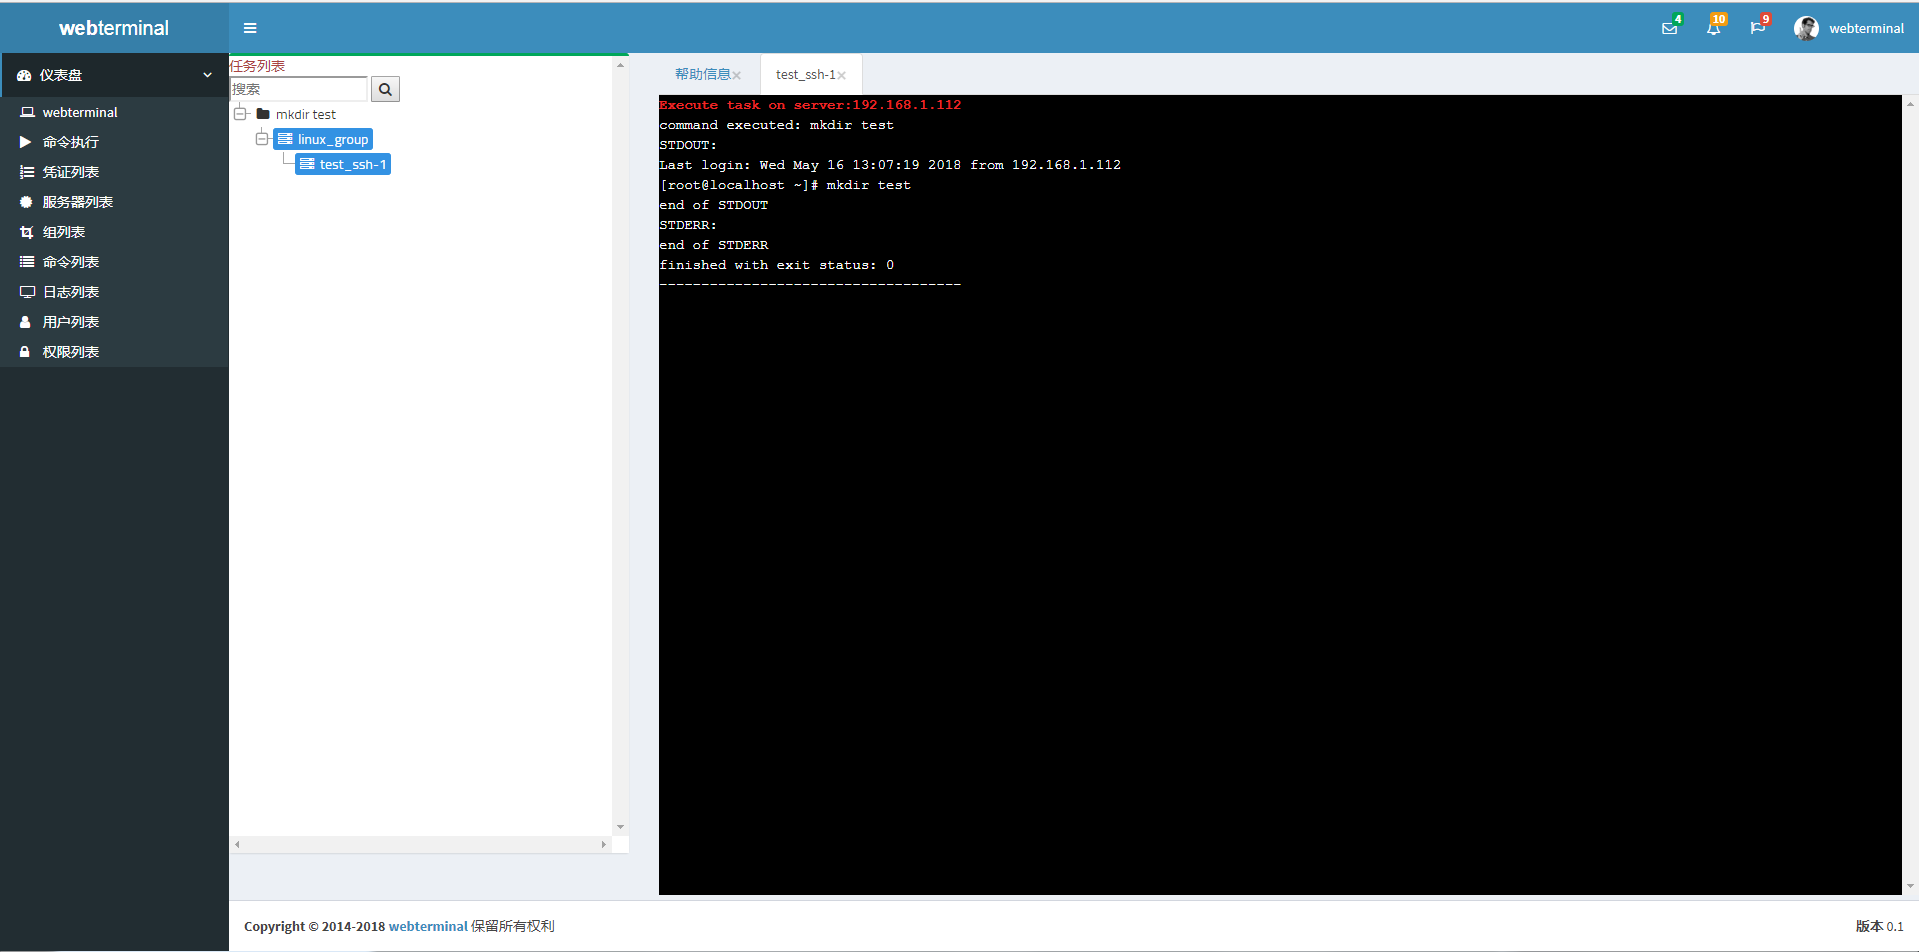 webterminal
4
10
9
webterminal
仪表盘
webterminal
命令执行
凭证列表
服务器列表
组列表
命令列表
日志列表
用户列表
权限列表
任务列表
搜索
mkdir test
linux_group
test_ssh-1
帮助信息×
test_ssh-1×
Execute task on server:192.168.1.112
command executed: mkdir test
STDOUT:
Last login: Wed May 16 13:07:19 2018 from 192.168.1.112
[root@localhost ~]# mkdir test
end of STDOUT
STDERR:
end of STDERR
finished with exit status: 0
------------------------------------
Copyright © 2014-2018 webterminal 保留所有权利
版本 0.1